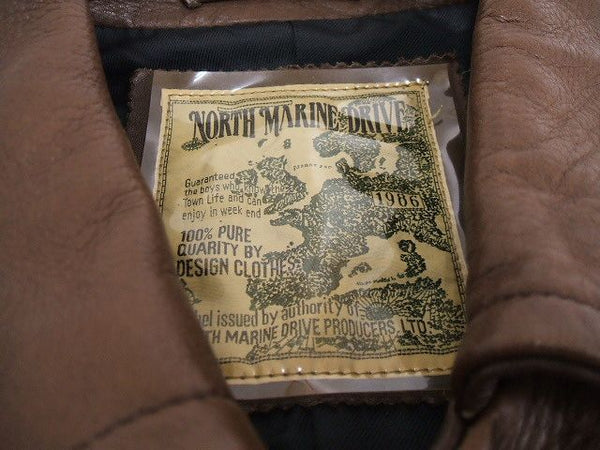 NORTH MARINE DRIVE
Guaranteed
the boys who know the
Town Life and can
enjoy in week end
1986
100% PURE
QUARITY BY
DESIGN CLOTHES
issued by authority of
MARINE DRIVE PRODUCERS, LTD.